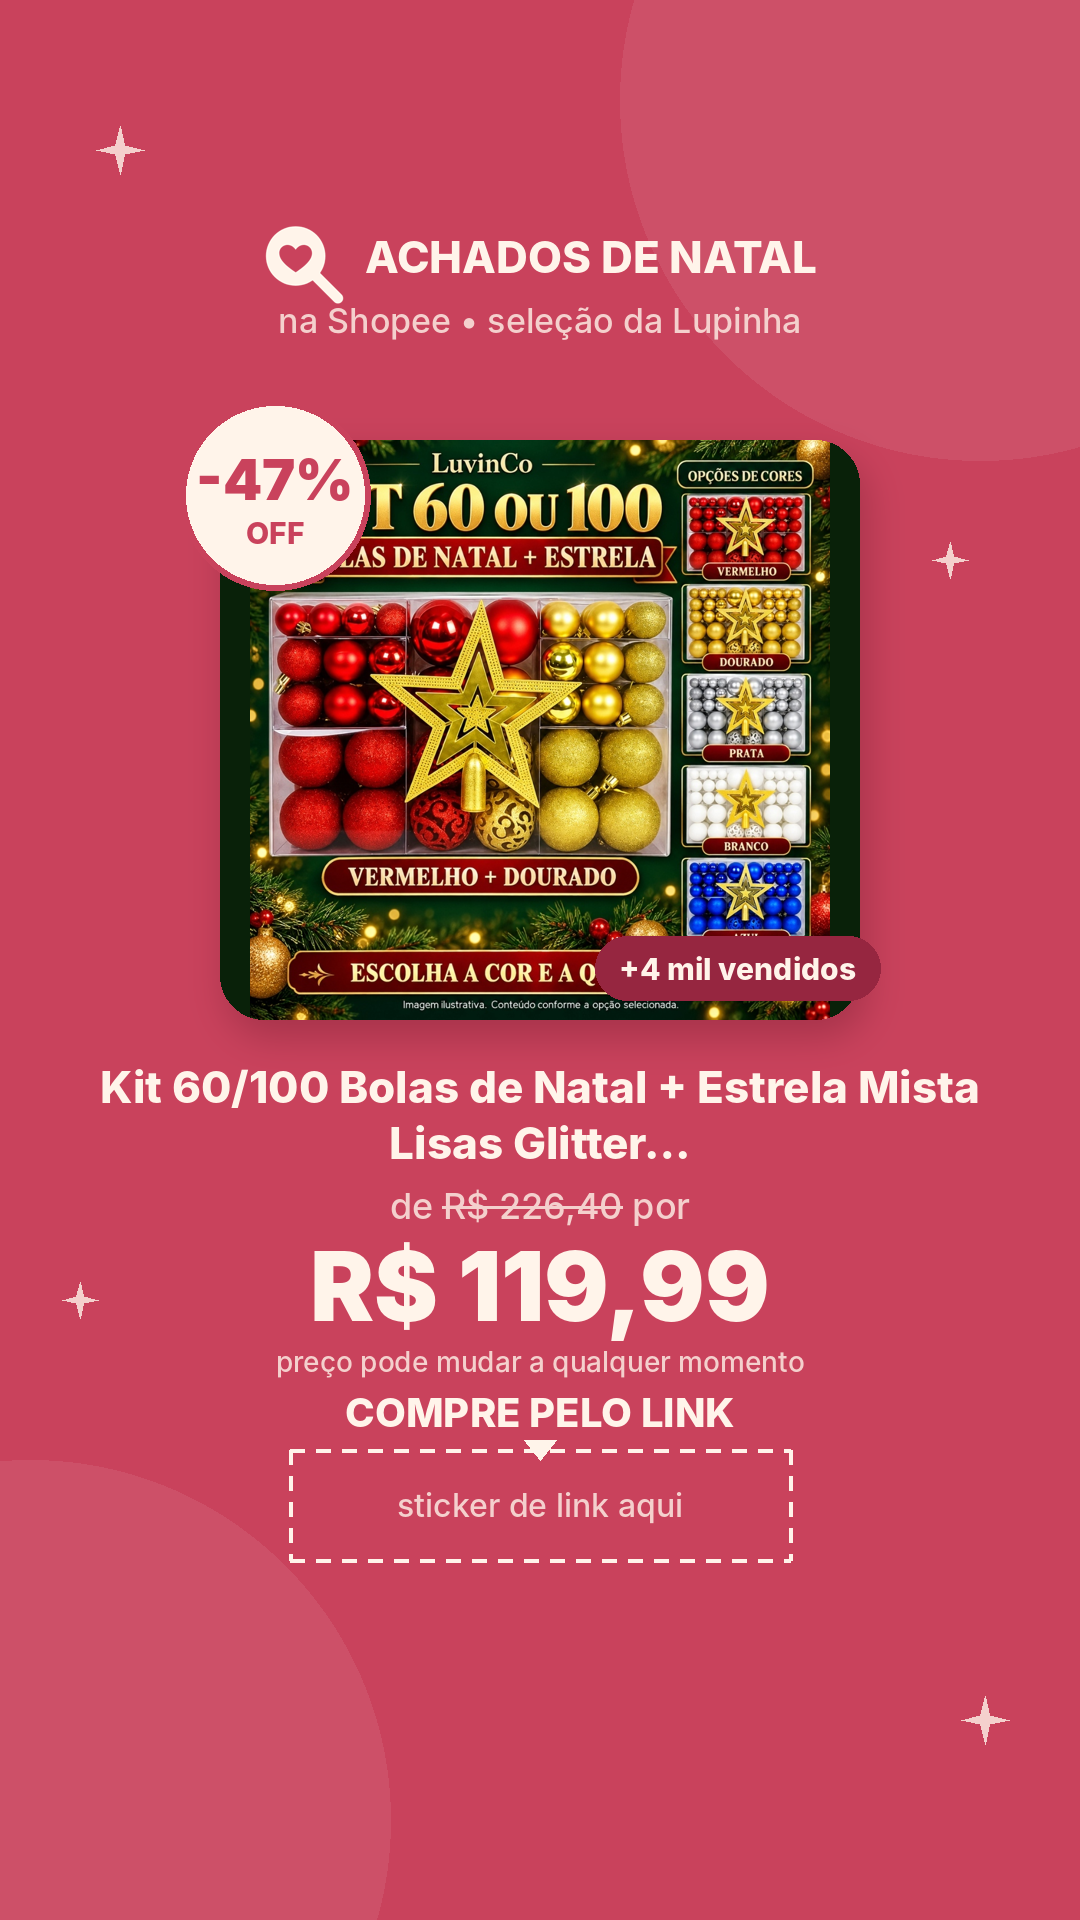 ACHADOS DE NATAL
na Shopee • seleção da Lupinha
-47%
OFF
LuvinCo
T 60 OU 100
LAS DE NATAL + ESTRELA
OPÇÕES DE CORES
VERMELHO
DOURADO
PRATA
BRANCO
VERMELHO + DOURADO
ESCOLHA A COR E A Q
+4 mil vendidos
Imagem ilustrativa. Conteúdo conforme a opção selecionada.
Kit 60/100 Bolas de Natal + Estrela Mista
Lisas Glitter...
de R$ 226,40 por
R$ 119,99
preço pode mudar a qualquer momento
COMPRE PELO LINK
sticker de link aqui